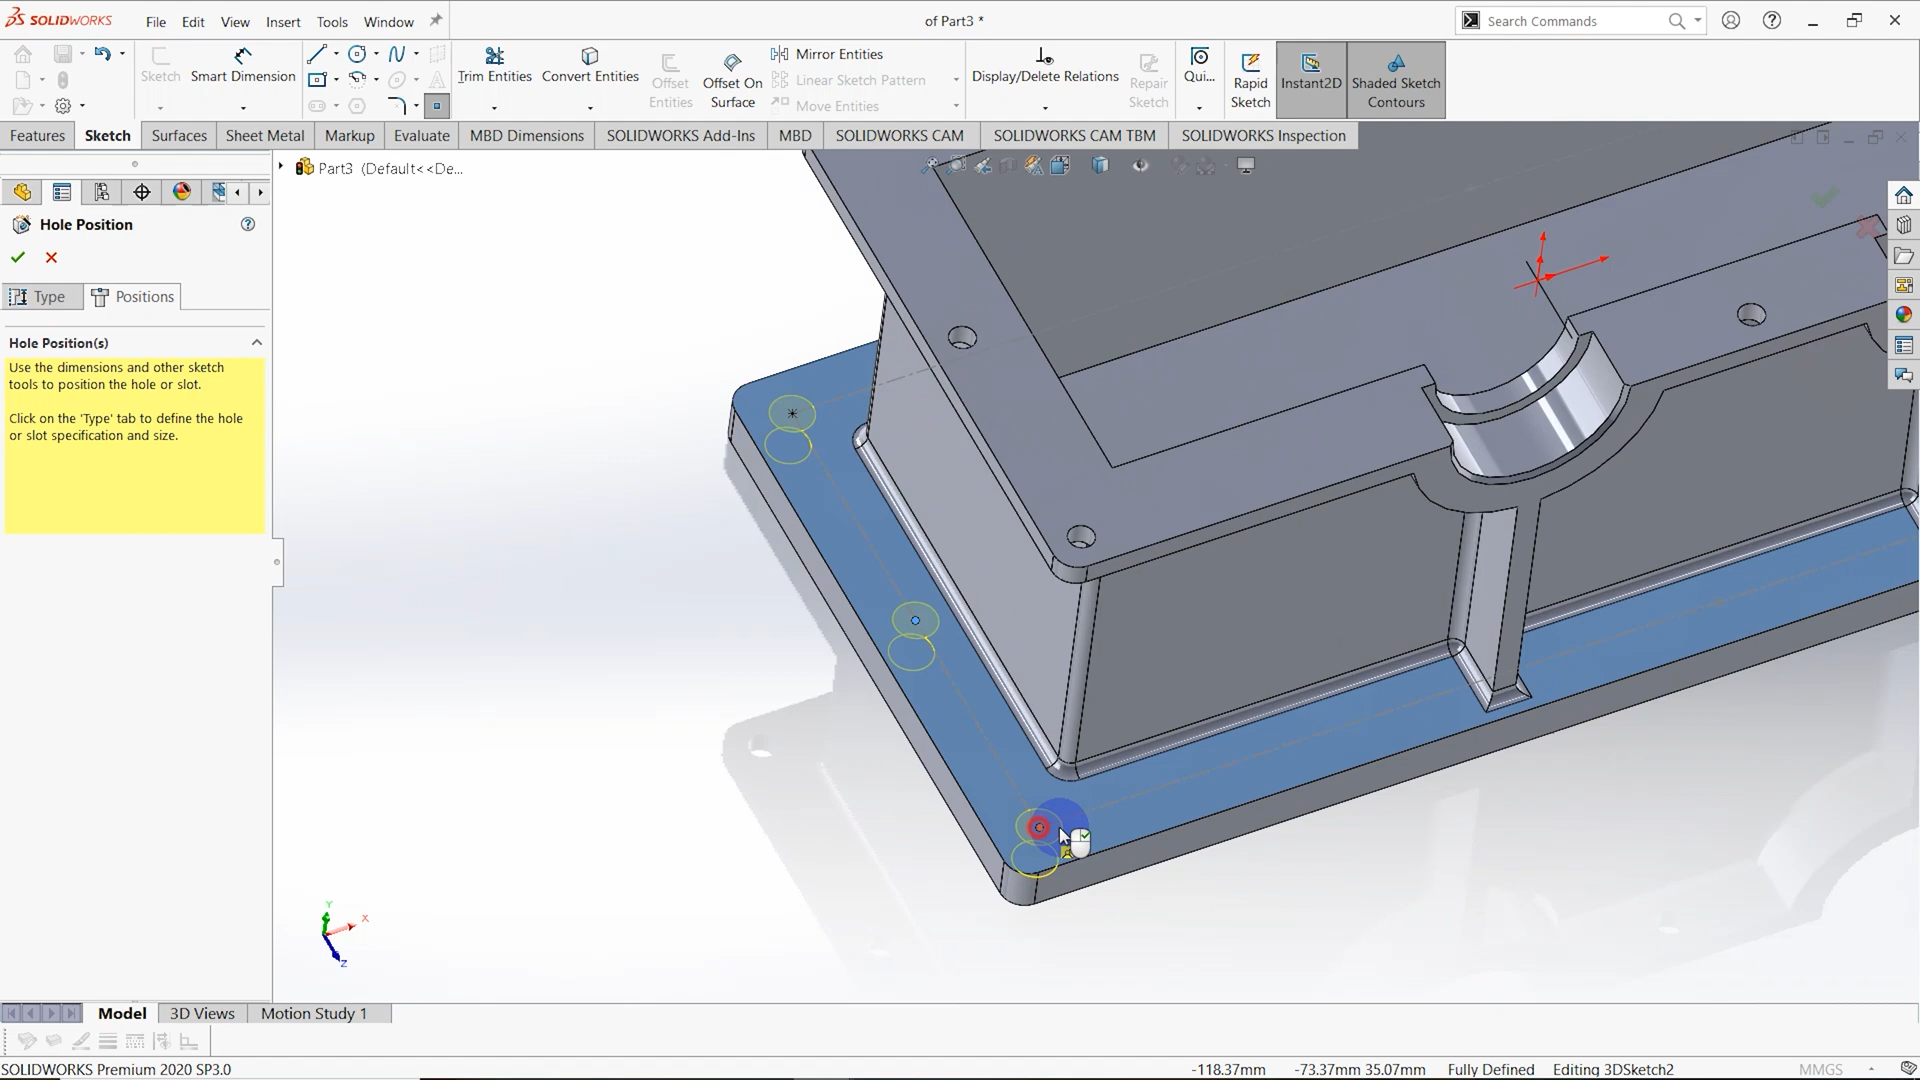 SOLIDWORKS File Edit View Insert Tools Window of Part3 * Search Commands
Sketch Smart Dimension Trim Entities Convert Entities Offset Entities Offset On Surface Mirror Entities Linear Sketch Pattern Move Entities Display/Delete Relations Repair Sketch Qui... Rapid Sketch Instant2D Shaded Sketch Contours
Features Sketch Surfaces Sheet Metal Markup Evaluate MBD Dimensions SOLIDWORKS Add-Ins MBD SOLIDWORKS CAM SOLIDWORKS CAM TBM SOLIDWORKS Inspection
Part3 (Default<<De...
Hole Position
Type Positions
Hole Position(s)
Use the dimensions and other sketch
tools to position the hole or slot.
Click on the 'Type' tab to define the hole
or slot specification and size.
Y
X
Z
Model 3D Views Motion Study 1
SOLIDWORKS Premium 2020 SP3.0 -118.37mm -73.37mm 35.07mm Fully Defined Editing 3DSketch2 MMGS